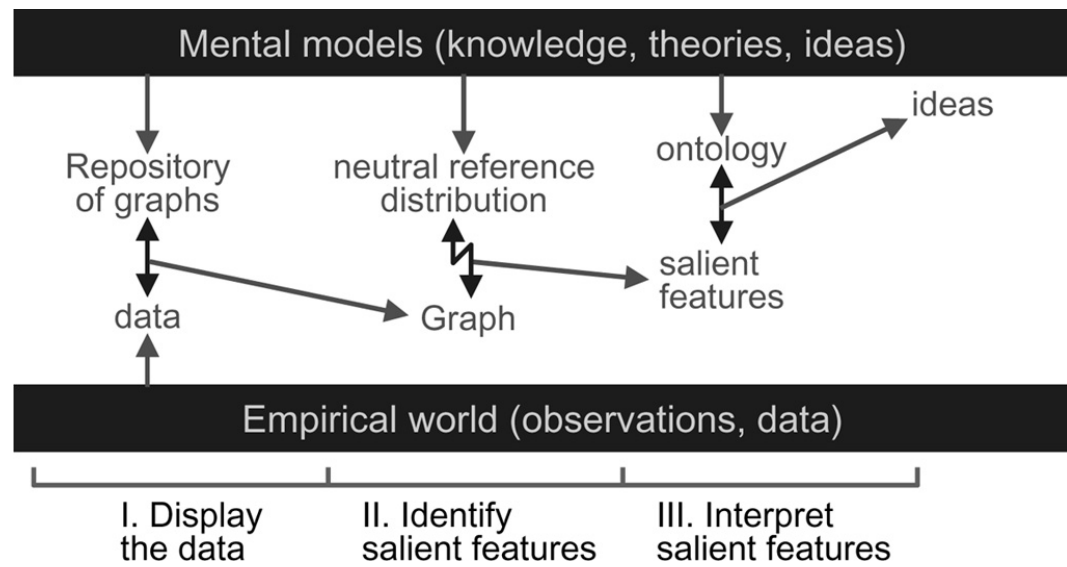 Mental models (knowledge, theories, ideas)
ideas
Repository
of graphs
neutral reference
distribution
ontology
salient
features
data
Graph
Empirical world (observations, data)
I. Display
the data
II. Identify
salient features
III. Interpret
salient features